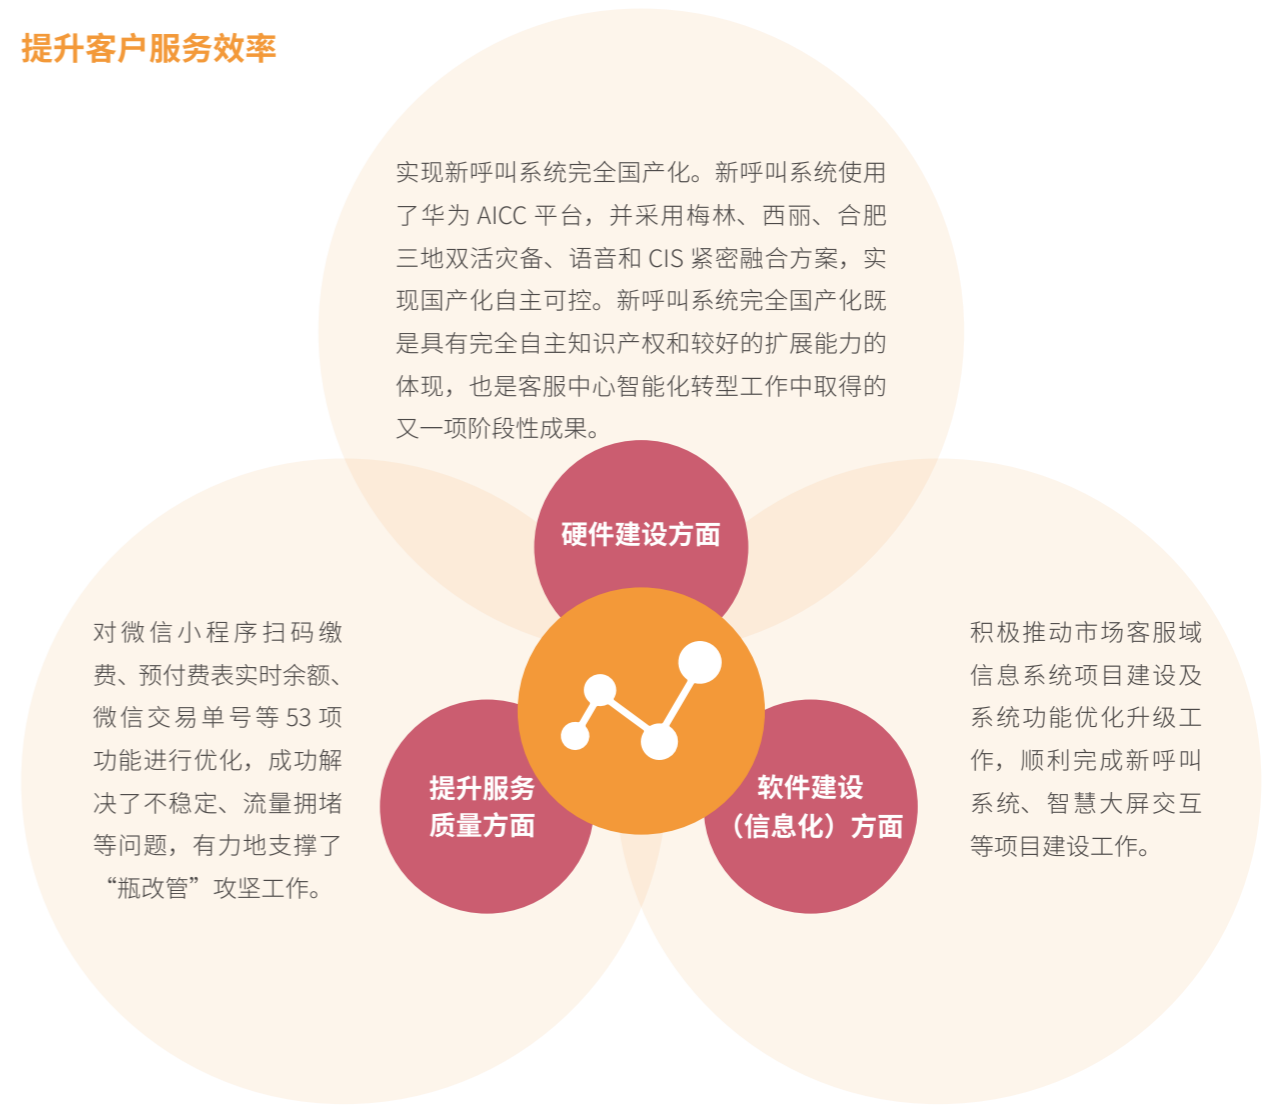 提升客户服务效率
实现新呼叫系统完全国产化。新呼叫系统使用
了华为 AICC 平台，并采用梅林、西丽、合肥
三地双活灾备、语音和 CIS 紧密融合方案，实
现国产化自主可控。新呼叫系统完全国产化既
是具有完全自主知识产权和较好的扩展能力的
体现，也是客服中心智能化转型工作中取得的
又一项阶段性成果。
硬件建设方面
对微信小程序扫码缴
费、预付费表实时余额、
微信交易单号等 53 项
功能进行优化，成功解
决了不稳定、流量拥堵
等问题，有力地支撑了
“瓶改管”攻坚工作。
提升服务
质量方面
软件建设
（信息化）方面
积极推动市场客服域
信息系统项目建设及
系统功能优化升级工
作，顺利完成新呼叫
系统、智慧大屏交互
等项目建设工作。